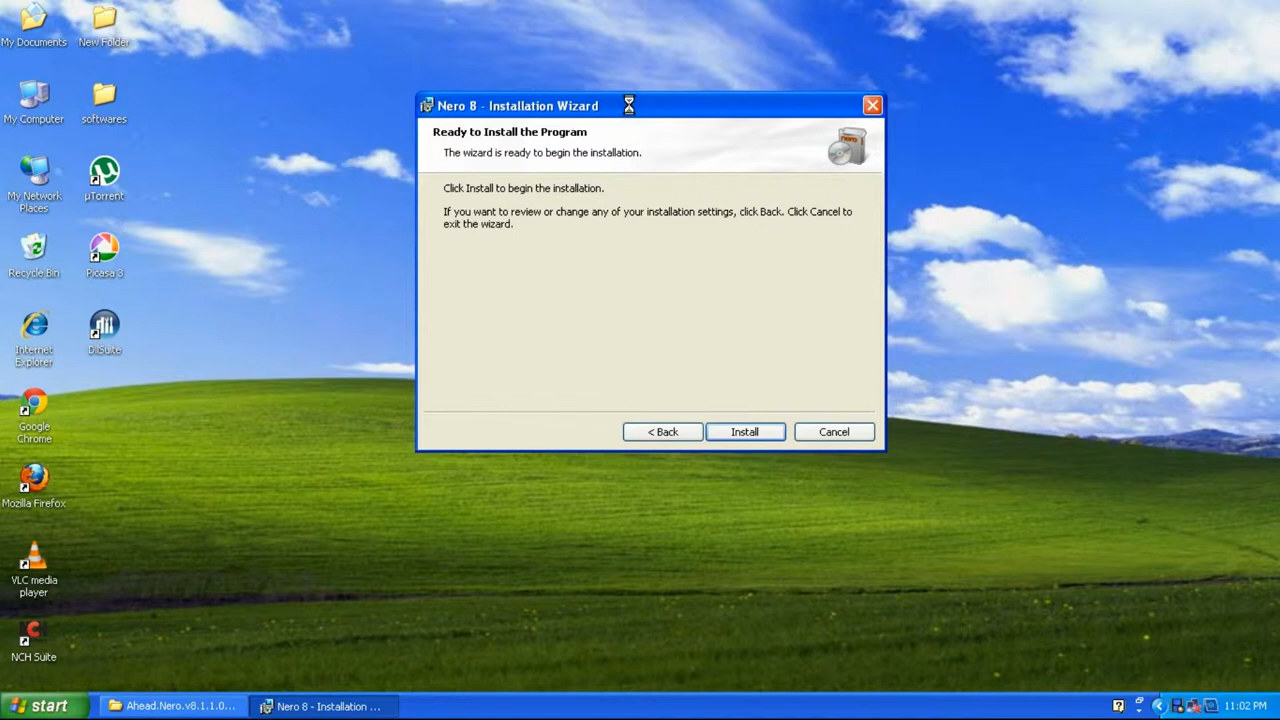 My Documents
New Folder
My Computer
softwares
My Network
Places
µTorrent
Recycle Bin
Picasa 3
Internet
Explorer
Google
Chrome
Mozilla Firefox
VLC media
player
NCH Suite
Nero 8 - Installation Wizard
Ready to Install the Program
The wizard is ready to begin the installation.
nero
Click Install to begin the installation.
If you want to review or change any of your installation settings, click Back. Click Cancel to
exit the wizard.
< Back
Install
Cancel
start
Ahead.Nero.v8.1.1.0...
Nero 8 - Installation ...
11:02 PM